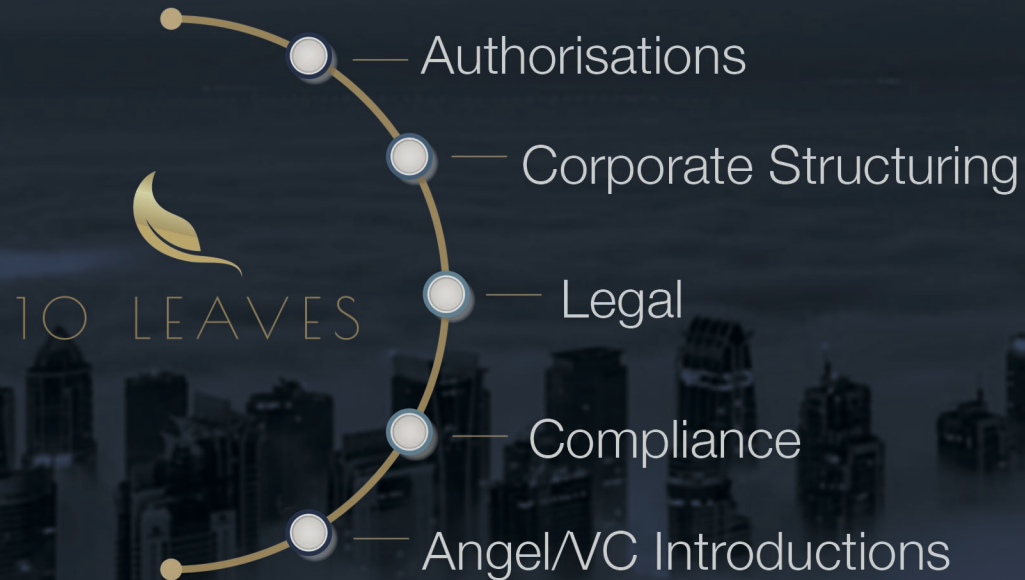 Authorisations
Corporate Structuring
10 LEAVES
Legal
Compliance
Angel/VC Introductions